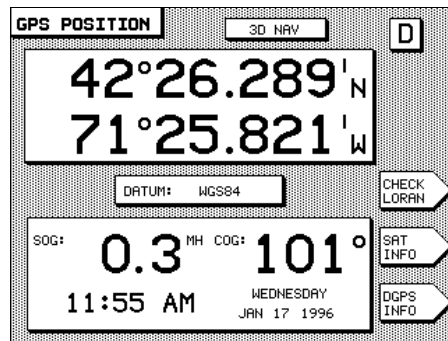 GPS POSITION
3D NAV
D
42°26.289'N
71°25.821'W
DATUM: WGS84
CHECK
LORAN
SOG: 0.3 MH COG: 101°
SAT
INFO
11:55 AM
WEDNESDAY
JAN 17 1996
DGPS
INFO